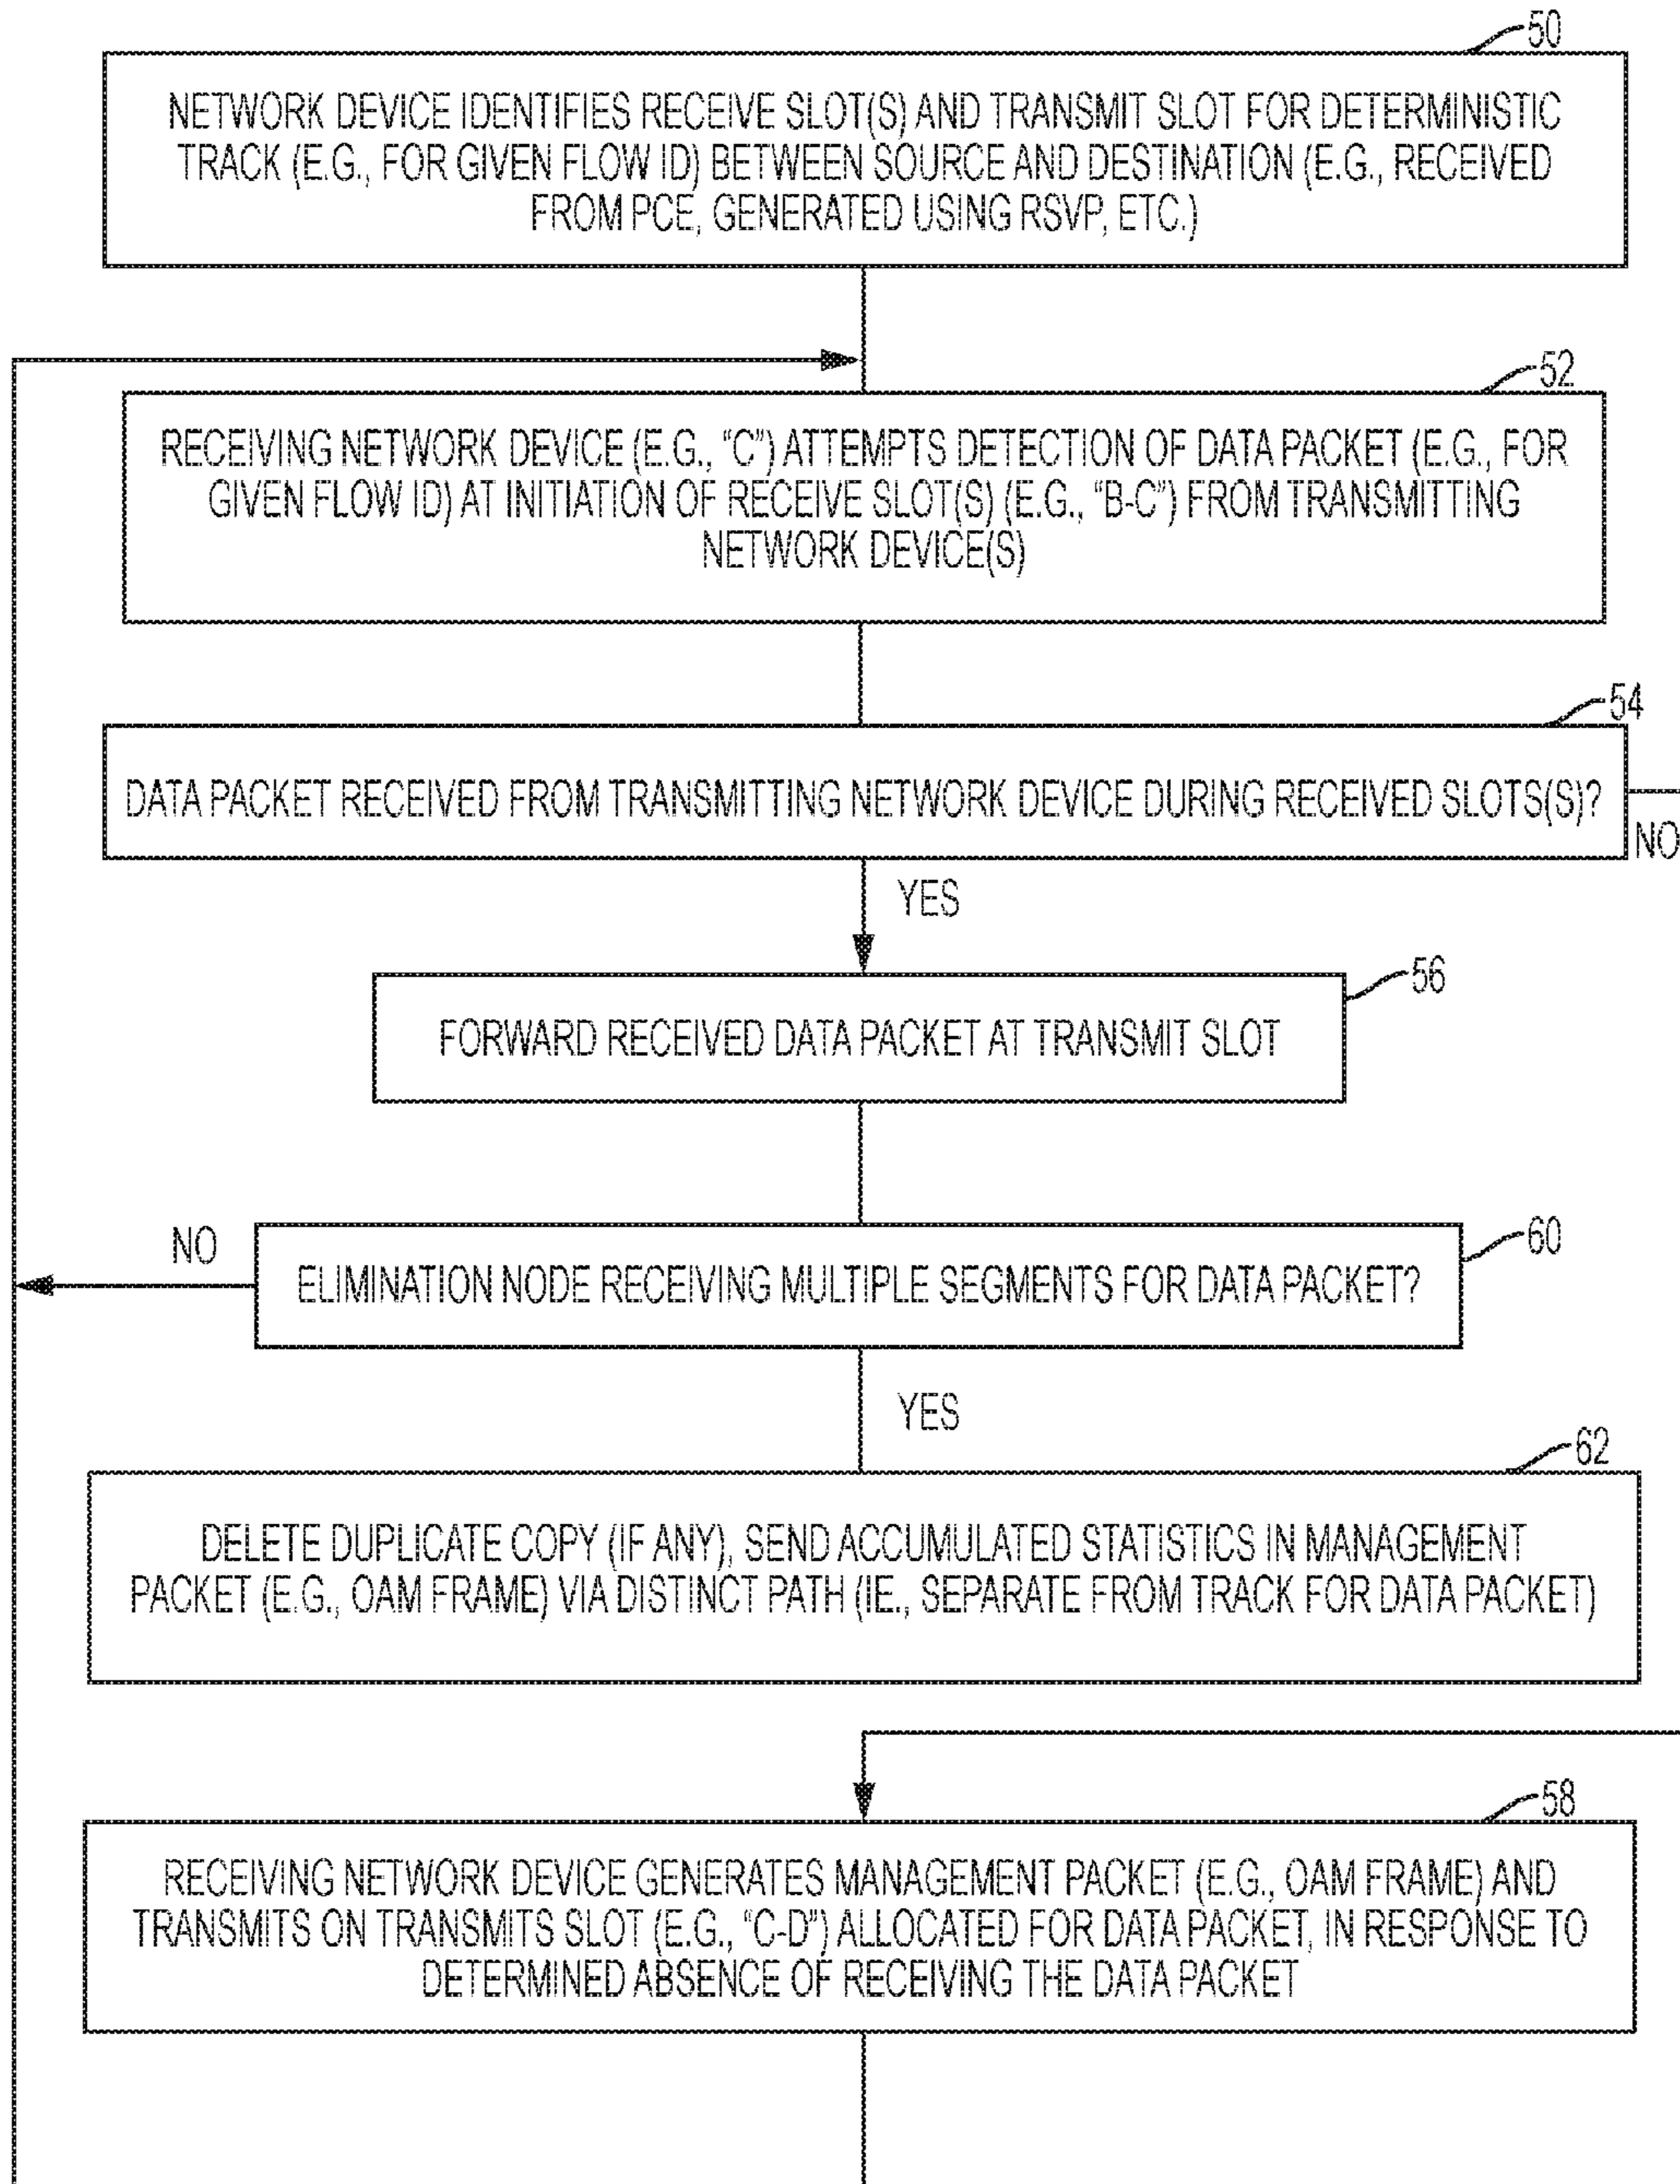 50
NETWORK DEVICE IDENTIFIES RECEIVE SLOT(S) AND TRANSMIT SLOT FOR DETERMINISTIC
TRACK (E.G., FOR GIVEN FLOW ID) BETWEEN SOURCE AND DESTINATION (E.G., RECEIVED
FROM PCE, GENERATED USING RSVP, ETC.)
52
RECEIVING NETWORK DEVICE (E.G., “C”) ATTEMPTS DETECTION OF DATA PACKET (E.G., FOR
GIVEN FLOW ID) AT INITIATION OF RECEIVE SLOT(S) (E.G., “B-C”) FROM TRANSMITTING
NETWORK DEVICE(S)
54
DATA PACKET RECEIVED FROM TRANSMITTING NETWORK DEVICE DURING RECEIVED SLOTS(S)?
NO
YES
56
FORWARD RECEIVED DATA PACKET AT TRANSMIT SLOT
NO
60
ELIMINATION NODE RECEIVING MULTIPLE SEGMENTS FOR DATA PACKET?
YES
62
DELETE DUPLICATE COPY (IF ANY), SEND ACCUMULATED STATISTICS IN MANAGEMENT
PACKET (E.G., OAM FRAME) VIA DISTINCT PATH (IE., SEPARATE FROM TRACK FOR DATA PACKET)
58
RECEIVING NETWORK DEVICE GENERATES MANAGEMENT PACKET (E.G., OAM FRAME) AND
TRANSMITS ON TRANSMITS SLOT (E.G., “C-D”) ALLOCATED FOR DATA PACKET, IN RESPONSE TO
DETERMINED ABSENCE OF RECEIVING THE DATA PACKET